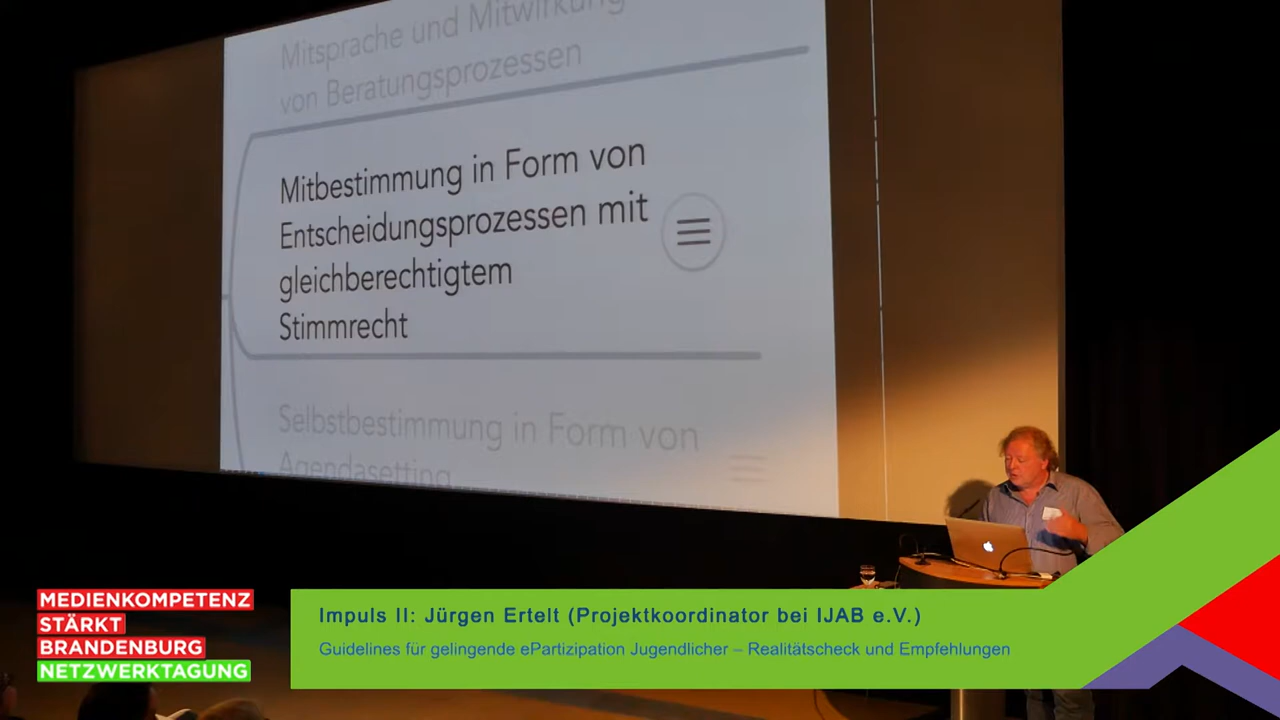 Mitsprache und Mitwirkung
von Beratungsprozessen
Mitbestimmung in Form von
Entscheidungsprozessen mit
gleichberechtigtem
Stimmrecht
Selbstbestimmung in Form von
Agendasetting
MEDIENKOMPETENZ
STÄRKT
BRANDENBURG
NETZWERKTAGUNG
Impuls II: Jürgen Ertelt (Projektkoordinator bei IJAB e.V.)
Guidelines für gelingende ePartizipation Jugendlicher – Realitätscheck und Empfehlungen